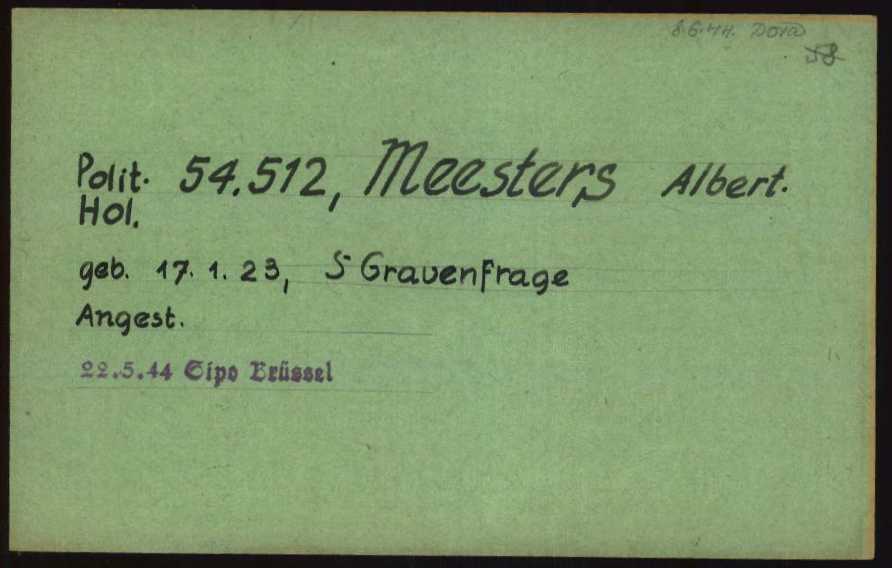 8.6.44. Dora
58
Polit. 54.512, Meesters Albert.
Hol.
geb. 17. 1. 23, S Gravenfrage
Angest.
22.5.44 Sipo Brüssel